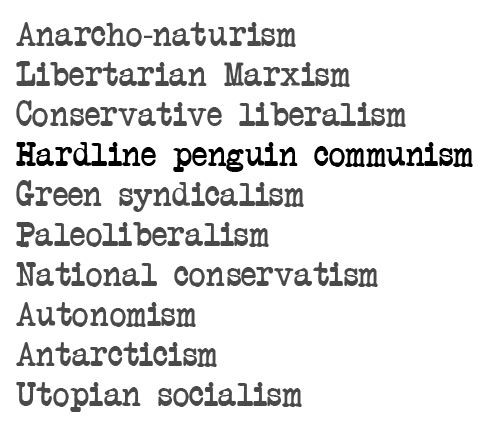 Anarcho-naturism
Libertarian Marxism
Conservative liberalism
Hardline penguin communism
Green syndicalism
Paleoliberalism
National conservatism
Autonomism
Antarcticism
Utopian socialism